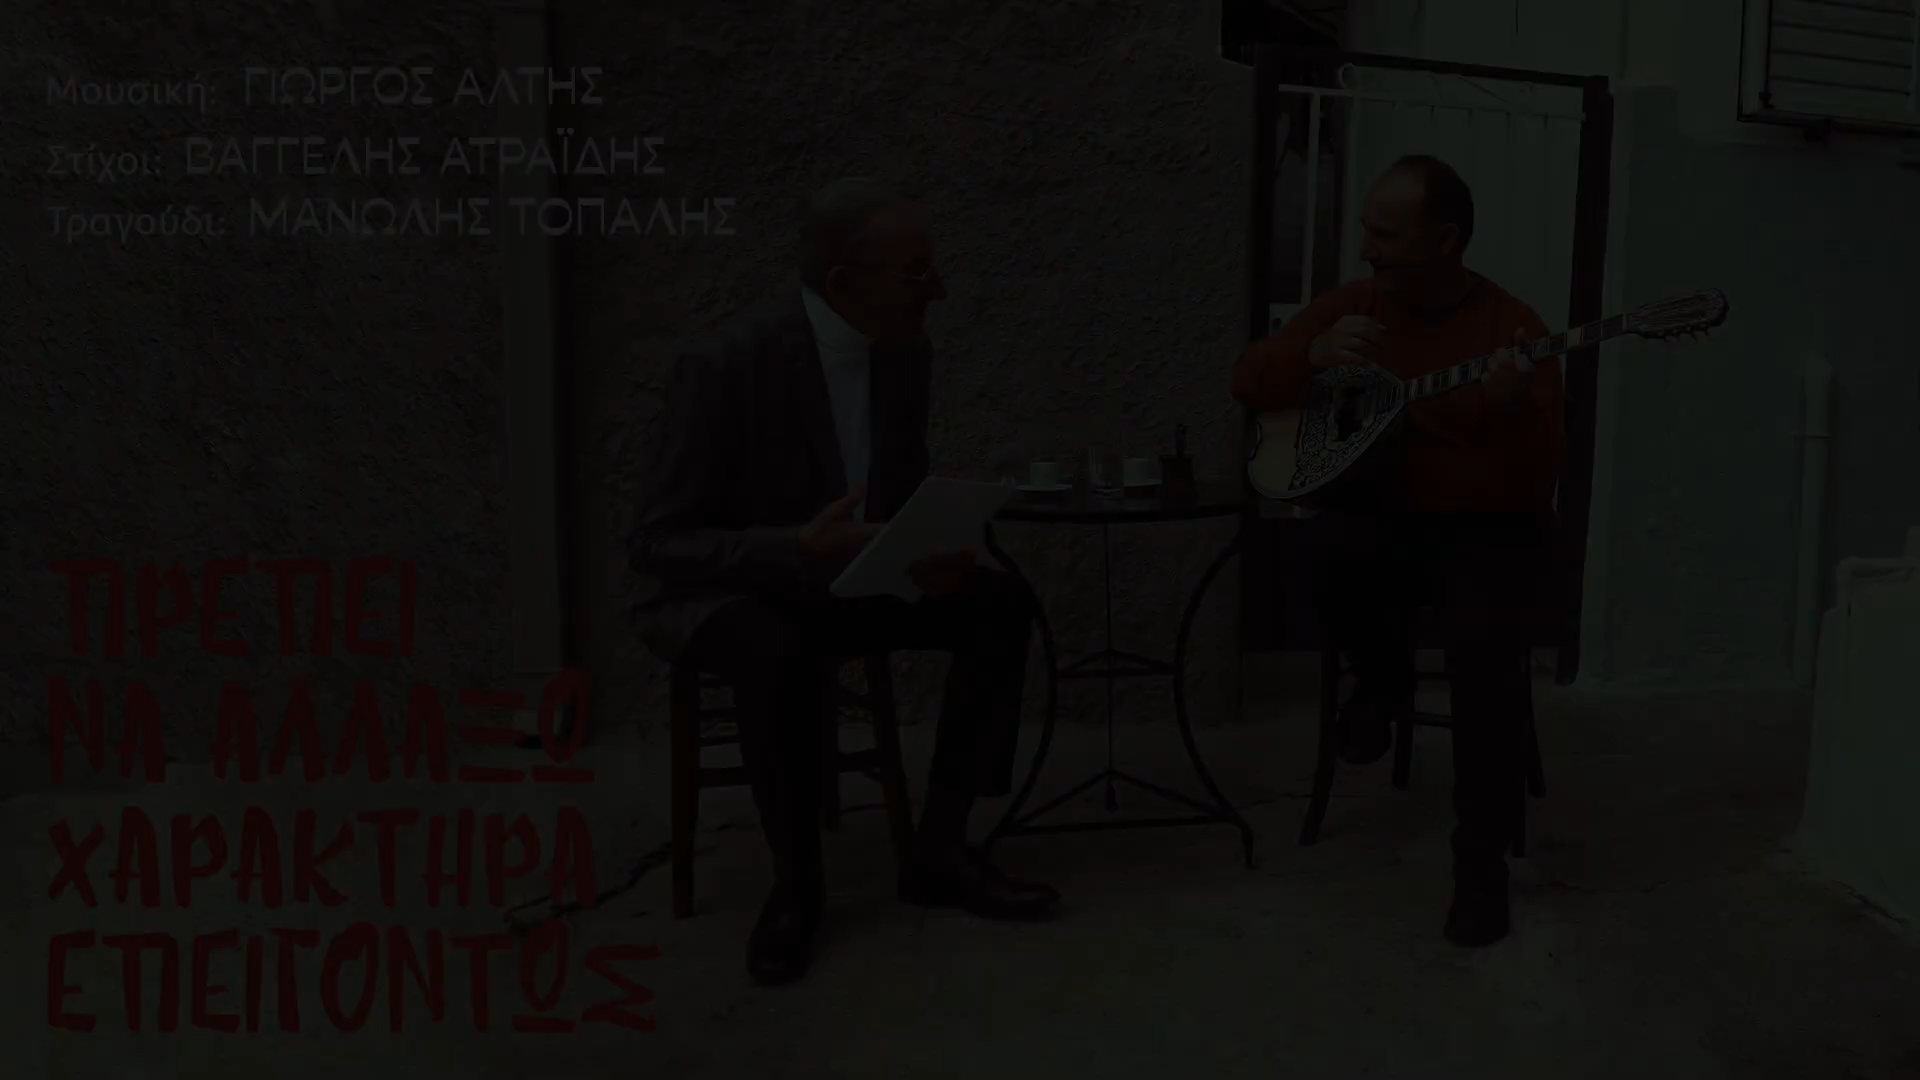 Μουσική: ΓΙΩΡΓΟΣ ΑΛΤΗΣ
Στίχοι: ΒΑΓΓΕΛΗΣ ΑΤΡΑΪΔΗΣ
Τραγούδι: ΜΑΝΩΛΗΣ ΤΟΠΑΛΗΣ
ΠΡΕΠΕΙ
ΝΑ ΑΛΛΑΞΩ
ΧΑΡΑΚΤΗΡΑ
ΕΠΕΙΓΟΝΤΩΣ